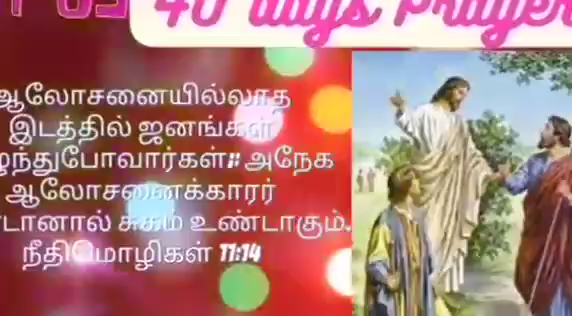 40 days Prayer
ஆலோசனையில்லாத
இடத்தில் ஜனங்கள்
அநேக
ஆலோசனைக்காரர்
சுகம் உண்டாகும்.
நீதிமொழிகள் 11:14